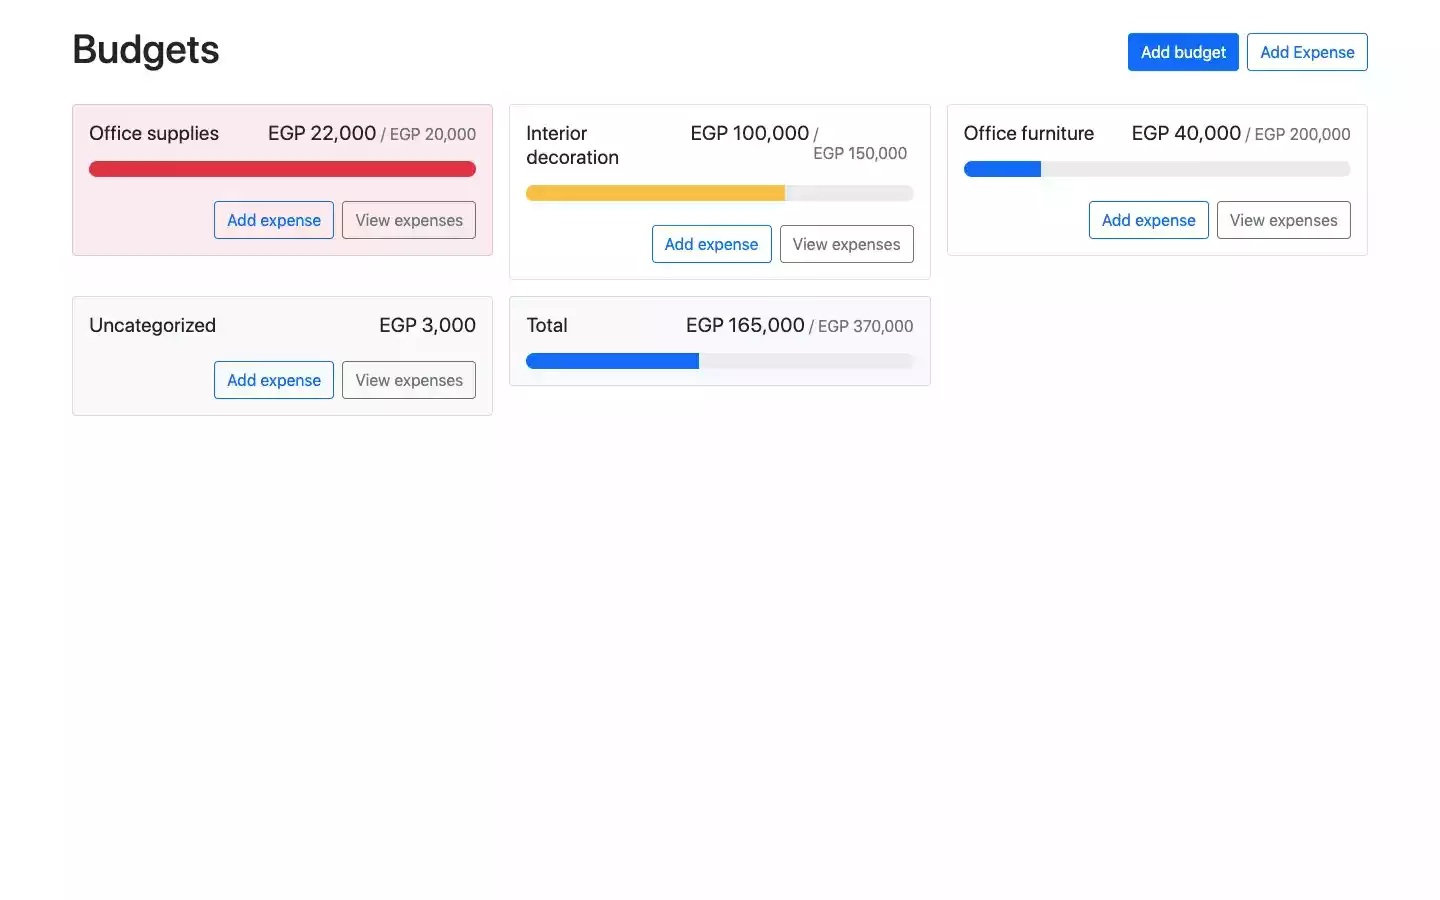 Budgets
Add budget
Add Expense
Office supplies
EGP 22,000 / EGP 20,000
Add expense
View expenses
Interior
decoration
EGP 100,000 /
EGP 150,000
Add expense
View expenses
Office furniture
EGP 40,000 / EGP 200,000
Add expense
View expenses
Uncategorized
EGP 3,000
Add expense
View expenses
Total
EGP 165,000 / EGP 370,000